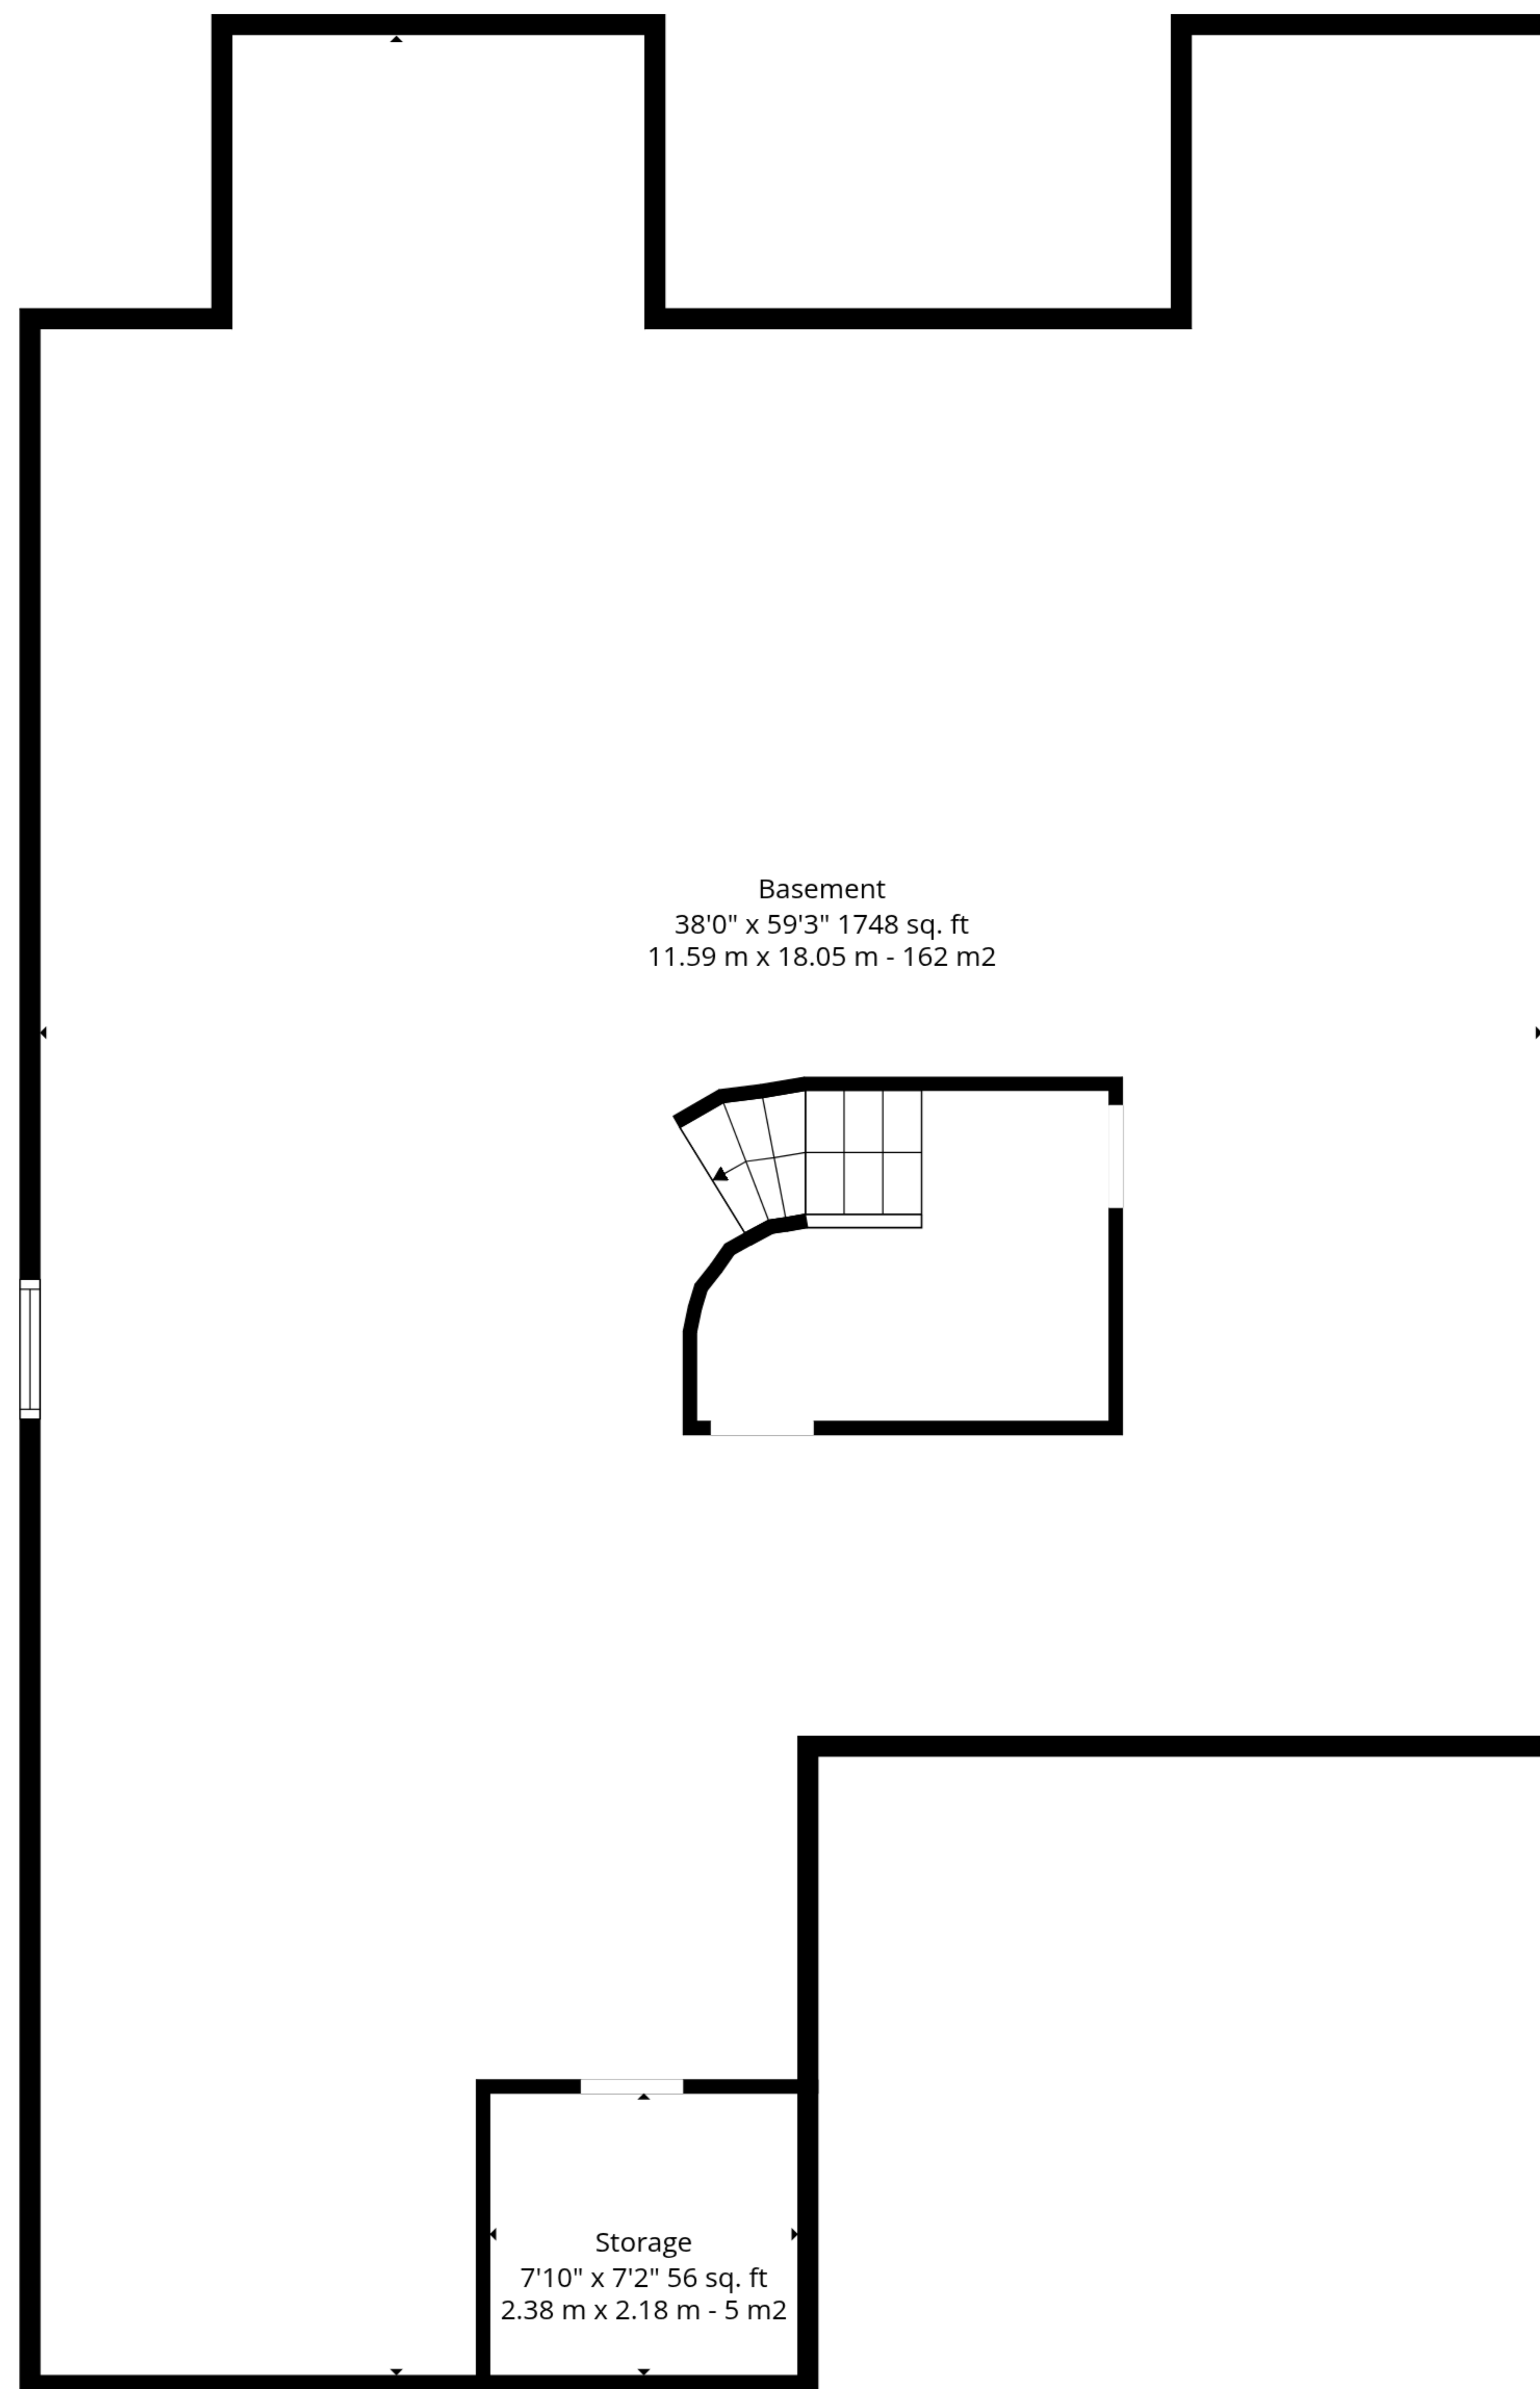 Basement
38'0" x 59'3" 1748 sq. ft
11.59 m x 18.05 m - 162 m2
Storage
7'10" x 7'2" 56 sq. ft
2.38 m x 2.18 m - 5 m2